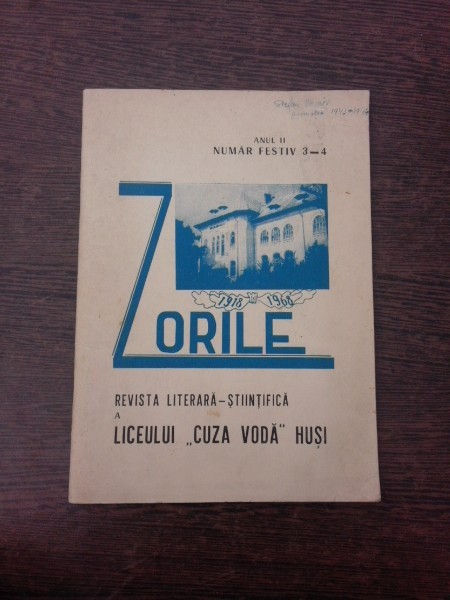 ANUL II
NUMĂR FESTIV 3—4
1918 1968
ZORILE
REVISTA LITERARĂ-ŞTIINŢIFICĂ
A
LICEULUI „CUZA VODĂ" HUŞI